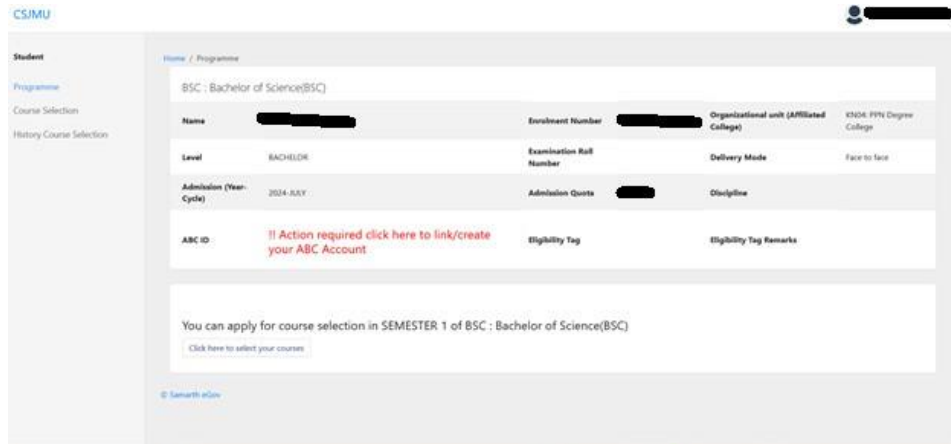 CSJMU
Student
Programme
Course Selection
History Course Selection
Home / Programme
BSC : Bachelor of Science(BSC)
Name
Enrolment Number
Organizational unit (Affiliated
College)
KN04: PPN Degree
College
Level
BACHELOR
Examination Roll
Number
Delivery Mode
Face to face
Admission (Year-
Cycle)
2024-JULY
Admission Quota
Discipline
ABC ID
!! Action required click here to link/create
your ABC Account
Eligibility Tag
Eligibility Tag Remarks
You can apply for course selection in SEMESTER 1 of BSC : Bachelor of Science(BSC)
Click here to select your courses
© Samarth eGov